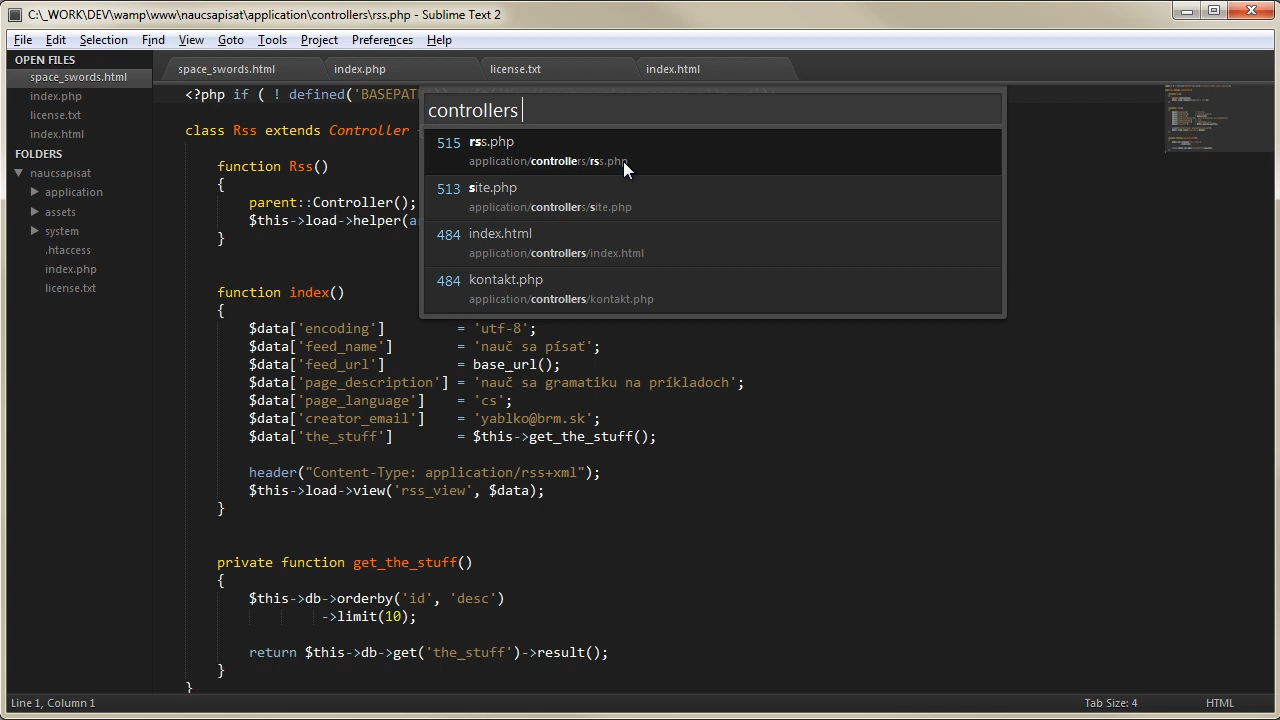 C:\_WORK\DEV\wamp\www\naucsapisat\application\controllers\rss.php - Sublime Text 2
File Edit Selection Find View Goto Tools Project Preferences Help
OPEN FILES
space_swords.html
index.php
license.txt
index.html
FOLDERS
naucsapisat
application
assets
system
.htaccess
index.php
license.txt
space_swords.html index.php license.txt index.html
controllers
515 rss.php
application/controllers/rss.php
513 site.php
application/controllers/site.php
484 index.html
application/controllers/index.html
484 kontakt.php
application/controllers/kontakt.php
<?php if ( ! defined('BASEPAT
class Rss extends Controller
function Rss()
{
parent::Controller();
$this->load->helper(a
}
function index()
{
$data['encoding'] = 'utf-8';
$data['feed_name'] = 'nauč sa písať';
$data['feed_url'] = base_url();
$data['page_description'] = 'nauč sa gramatiku na príkladoch';
$data['page_language'] = 'cs';
$data['creator_email'] = 'yablko@brm.sk';
$data['the_stuff'] = $this->get_the_stuff();
header("Content-Type: application/rss+xml");
$this->load->view('rss_view', $data);
}
private function get_the_stuff()
{
$this->db->orderby('id', 'desc')
->limit(10);
return $this->db->get('the_stuff')->result();
}
}
Line 1, Column 1 Tab Size: 4 HTML